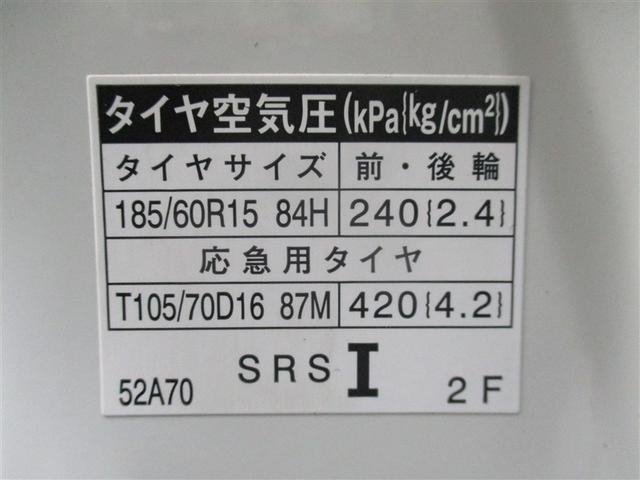 タイヤ空気圧(kPa{kg/cm²})
タイヤサイズ 前・後輪
185/60R15 84H 240{2.4}
応急用タイヤ
T105/70D16 87M 420{4.2}
52A70 SRS I 2F